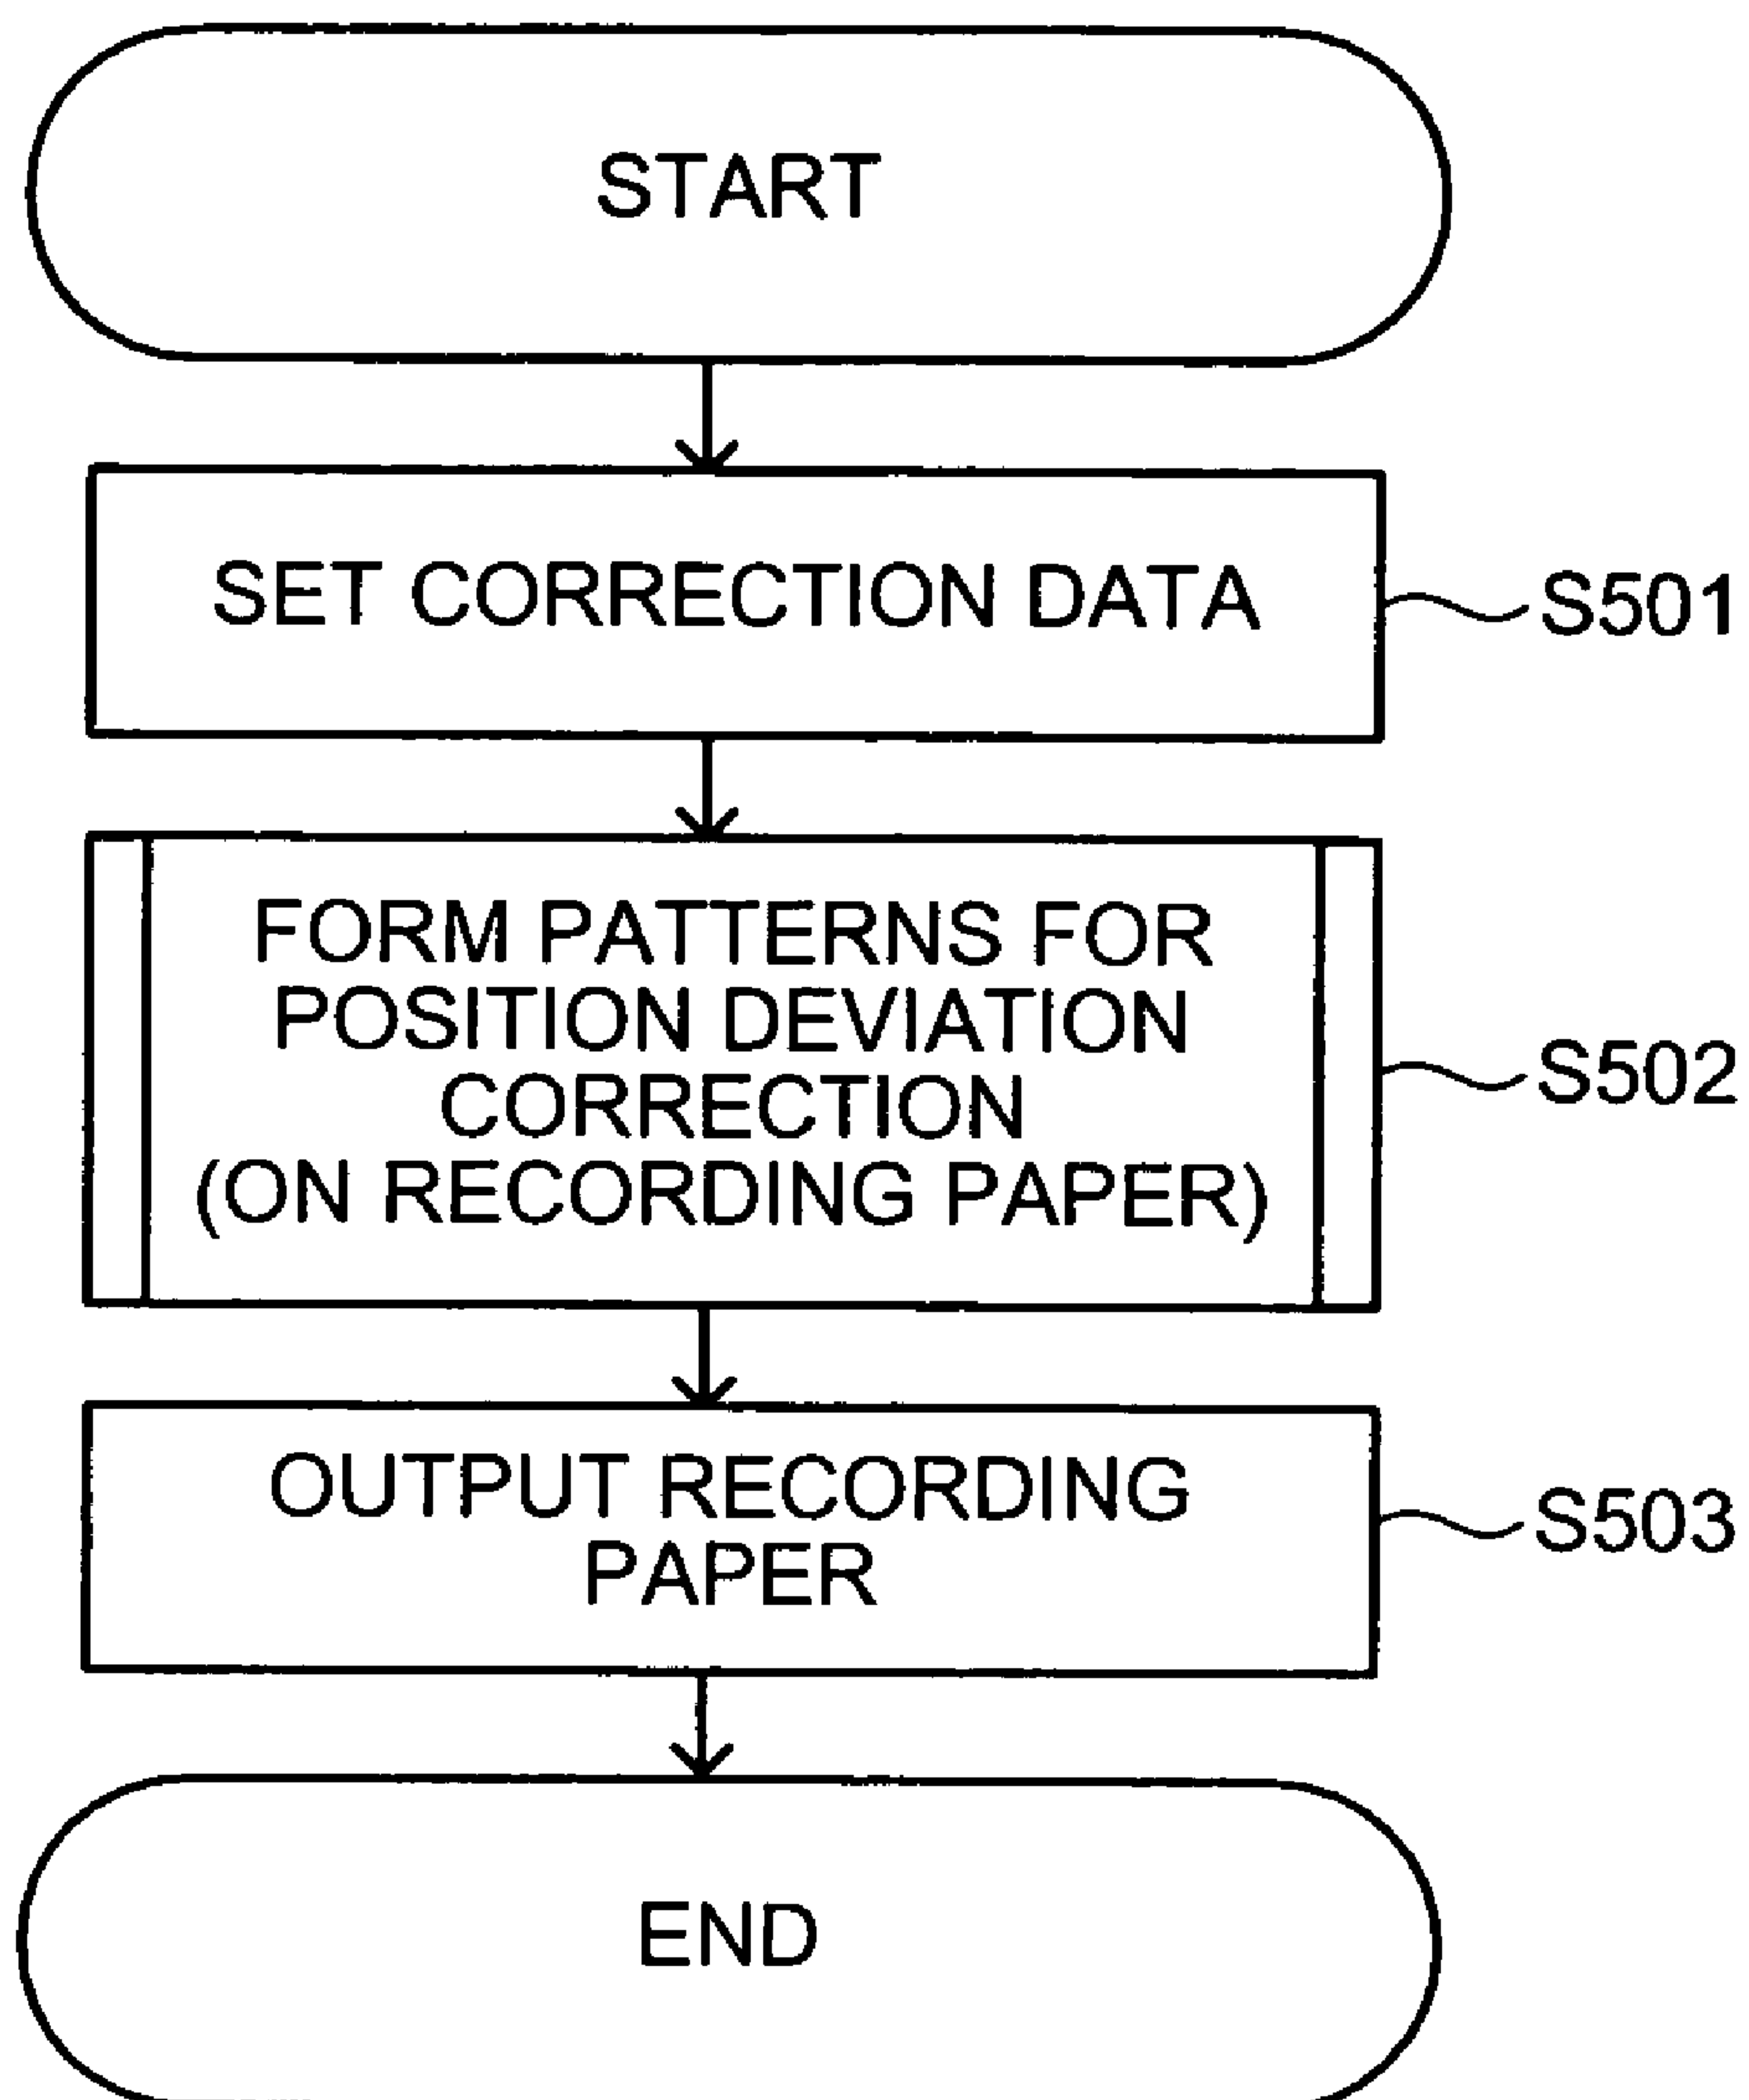 START
SET CORRECTION DATA
S501
FORM PATTERNS FOR
POSITION DEVIATION
CORRECTION
(ON RECORDING PAPER)
S502
OUTPUT RECORDING
PAPER
S503
END